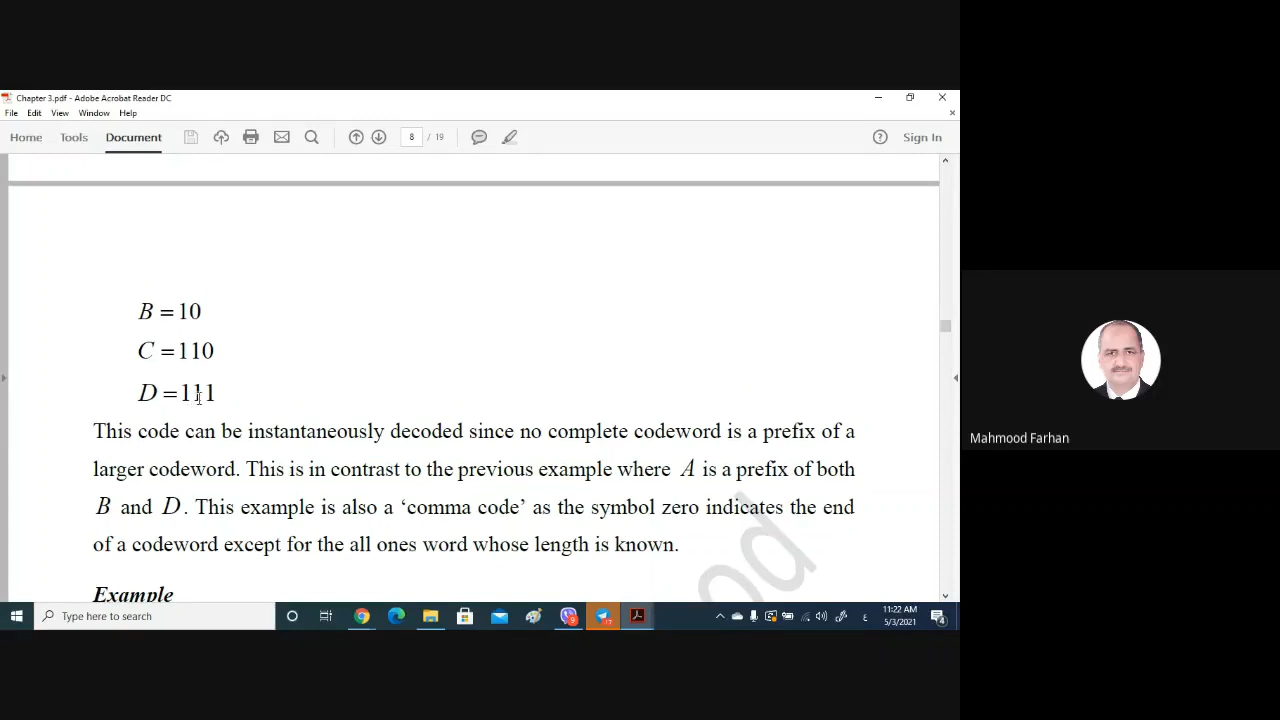 Chapter 3.pdf - Adobe Acrobat Reader DC
File Edit View Window Help
Home Tools Document 8 / 19 Sign In
B = 10
C = 110
D = 111
This code can be instantaneously decoded since no complete codeword is a prefix of a
larger codeword. This is in contrast to the previous example where A is a prefix of both
B and D. This example is also a ‘comma code’ as the symbol zero indicates the end
of a codeword except for the all ones word whose length is known.
Example
Mahmood Farhan
Type here to search
11:22 AM
5/3/2021